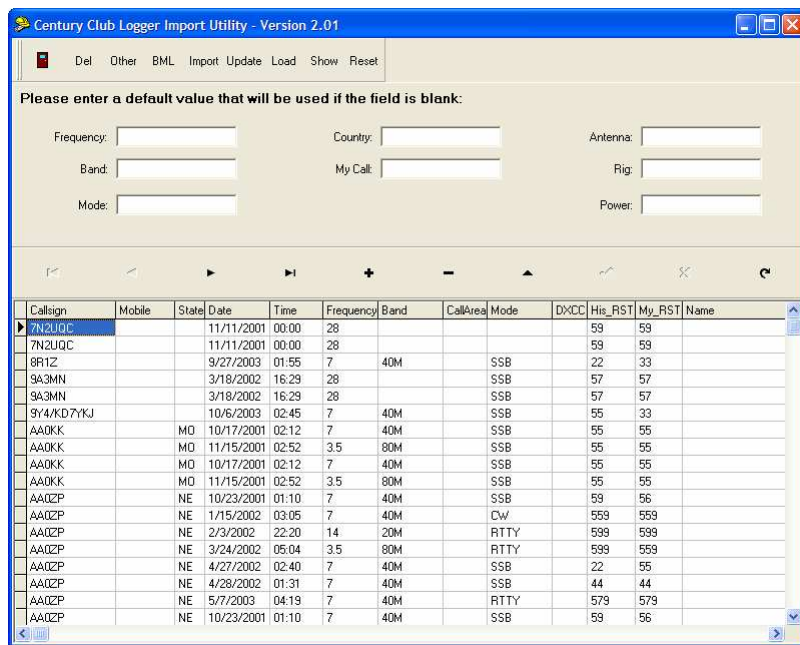 Century Club Logger Import Utility - Version 2.01
Del Other BML Import Update Load Show Reset
Please enter a default value that will be used if the field is blank:
Frequency: Country: Antenna:
Band: My Call: Rig:
Mode: Power:
Callsign Mobile State Date Time Frequency Band CallArea Mode DXCC His_RST My_RST Name
7N2UQC 11/11/2001 00:00 28 59 59
7N2UQC 11/11/2001 00:00 28 59 59
8R1Z 9/27/2003 01:55 7 40M SSB 22 33
9A3MN 3/18/2002 16:29 28 SSB 57 57
9A3MN 3/18/2002 16:29 28 SSB 57 57
9Y4/KD7YKJ 10/6/2003 02:45 7 40M SSB 55 33
AA0KK MO 10/17/2001 02:12 7 40M SSB 55 55
AA0KK MO 11/15/2001 02:52 3.5 80M SSB 55 55
AA0KK MO 10/17/2001 02:12 7 40M SSB 55 55
AA0KK MO 11/15/2001 02:52 3.5 80M SSB 55 55
AA0ZP NE 10/23/2001 01:10 7 40M SSB 59 56
AA0ZP NE 1/15/2002 03:05 7 40M CW 559 559
AA0ZP NE 2/3/2002 22:20 14 20M RTTY 599 599
AA0ZP NE 3/24/2002 05:04 3.5 80M RTTY 599 559
AA0ZP NE 4/27/2002 02:40 7 40M SSB 22 55
AA0ZP NE 4/28/2002 01:31 7 40M SSB 44 44
AA0ZP NE 5/7/2003 04:19 7 40M RTTY 579 579
AA0ZP NE 10/23/2001 01:10 7 40M SSB 59 56